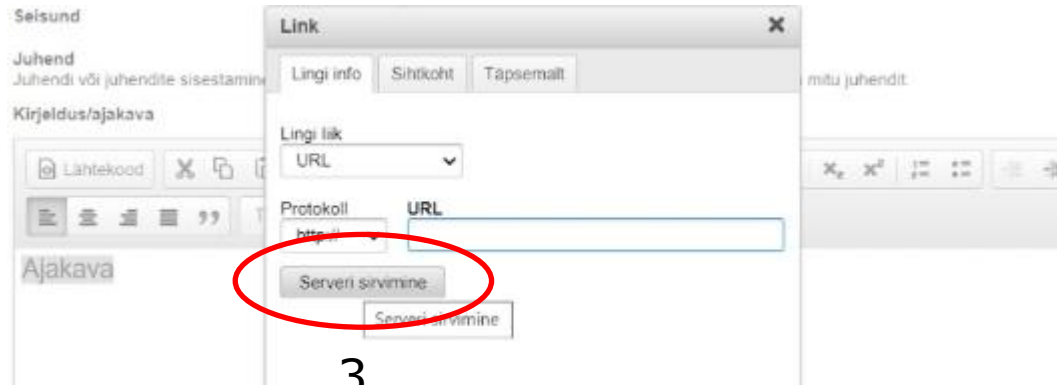 Seisund
Juhend
Juhendi või juhendite sisestamine
mitu juhendit.
Kirjeldus/ajakava
Lähtekood
Ajakava
Link
Lingi info Sihtkoht Täpsemalt
Lingi liik
URL
Protokoll URL
http://
Serveri sirvimine
Serveri sirvimine
3